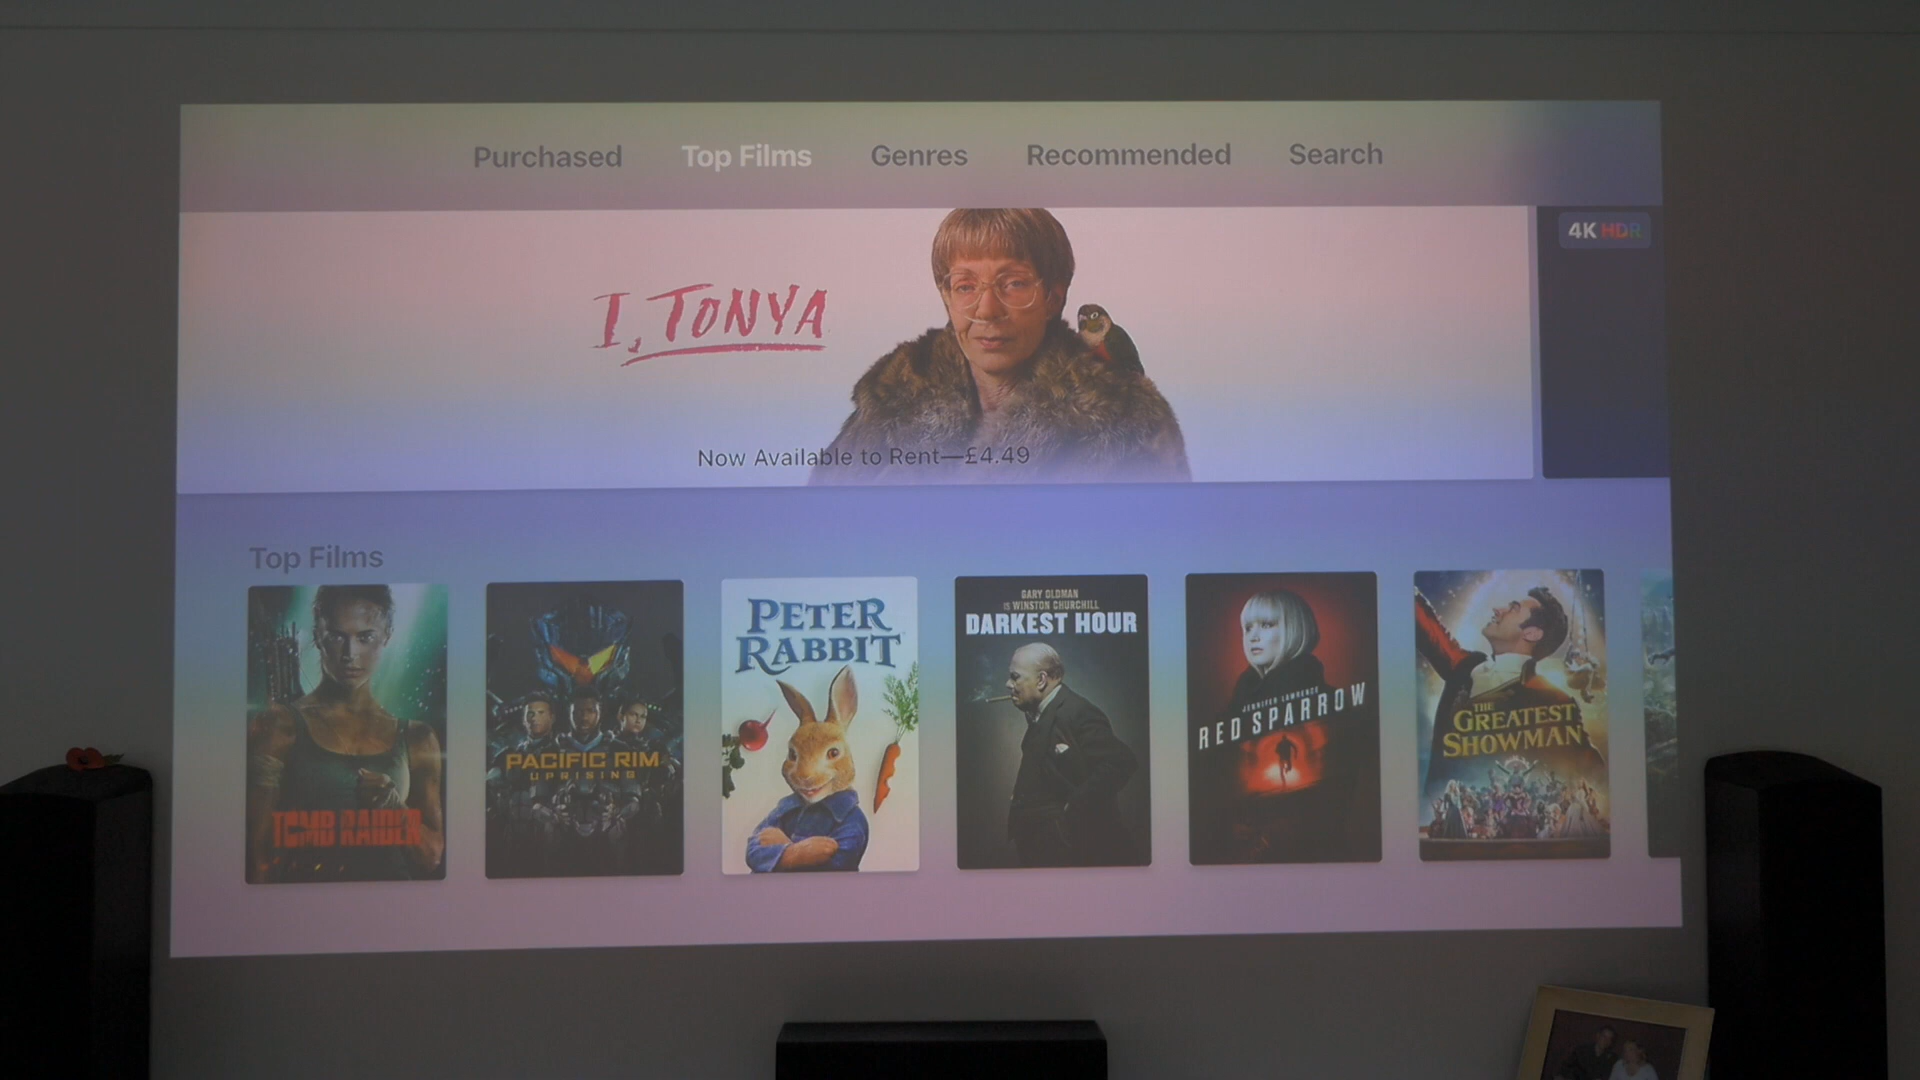 Purchased Top Films Genres Recommended Search
4K HDR
I, TONYA
Now Available to Rent—£4.49
Top Films
TOMB RAIDER
PACIFIC RIM
UPRISING
PETER
RABBIT
GARY OLDMAN
IS WINSTON CHURCHILL
DARKEST HOUR
JENNIFER LAWRENCE
RED SPARROW
THE
GREATEST
SHOWMAN